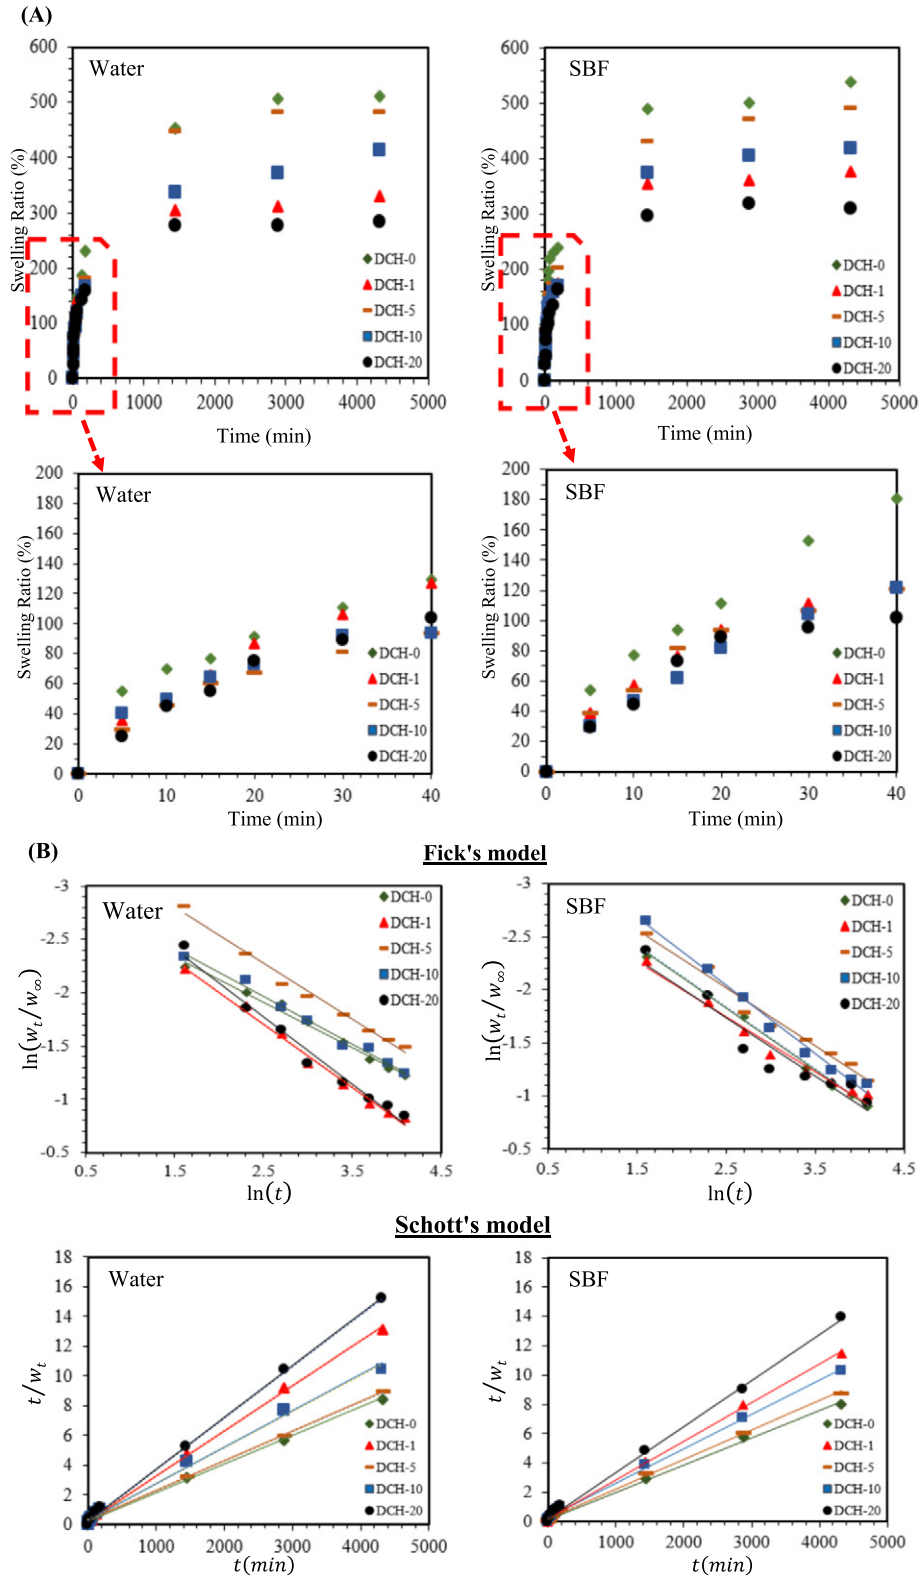 (A)
Water
Swelling Ratio (%)
600
500
400
300
200
100
0
0 1000 2000 3000 4000 5000
Time (min)
DCH-0
DCH-1
DCH-5
DCH-10
DCH-20
SBF
Swelling Ratio (%)
600
500
400
300
200
100
0
0 1000 2000 3000 4000 5000
Time (min)
DCH-0
DCH-1
DCH-5
DCH-10
DCH-20
Water
Swelling Ratio (%)
200
180
160
140
120
100
80
60
40
20
0
0 10 20 30 40
Time (min)
DCH-0
DCH-1
DCH-5
DCH-10
DCH-20
SBF
Swelling Ratio (%)
200
180
160
140
120
100
80
60
40
20
0
0 10 20 30 40
Time (min)
DCH-0
DCH-1
DCH-5
DCH-10
DCH-20
(B)
Fick's model
Water
ln(w_t/w_∞)
-3
-2.5
-2
-1.5
-1
-0.5
0.5 1.5 2.5 3.5 4.5
ln(t)
DCH-0
DCH-1
DCH-5
DCH-10
DCH-20
SBF
ln(w_t/w_∞)
-3
-2.5
-2
-1.5
-1
-0.5
0.5 1.5 2.5 3.5 4.5
ln(t)
DCH-0
DCH-1
DCH-5
DCH-10
DCH-20
Schott's model
Water
t/w_t
18
16
14
12
10
8
6
4
2
0
0 1000 2000 3000 4000 5000
t(min)
DCH-0
DCH-1
DCH-5
DCH-10
DCH-20
SBF
t/w_t
18
16
14
12
10
8
6
4
2
0
0 1000 2000 3000 4000 5000
t(min)
DCH-0
DCH-1
DCH-5
DCH-10
DCH-20